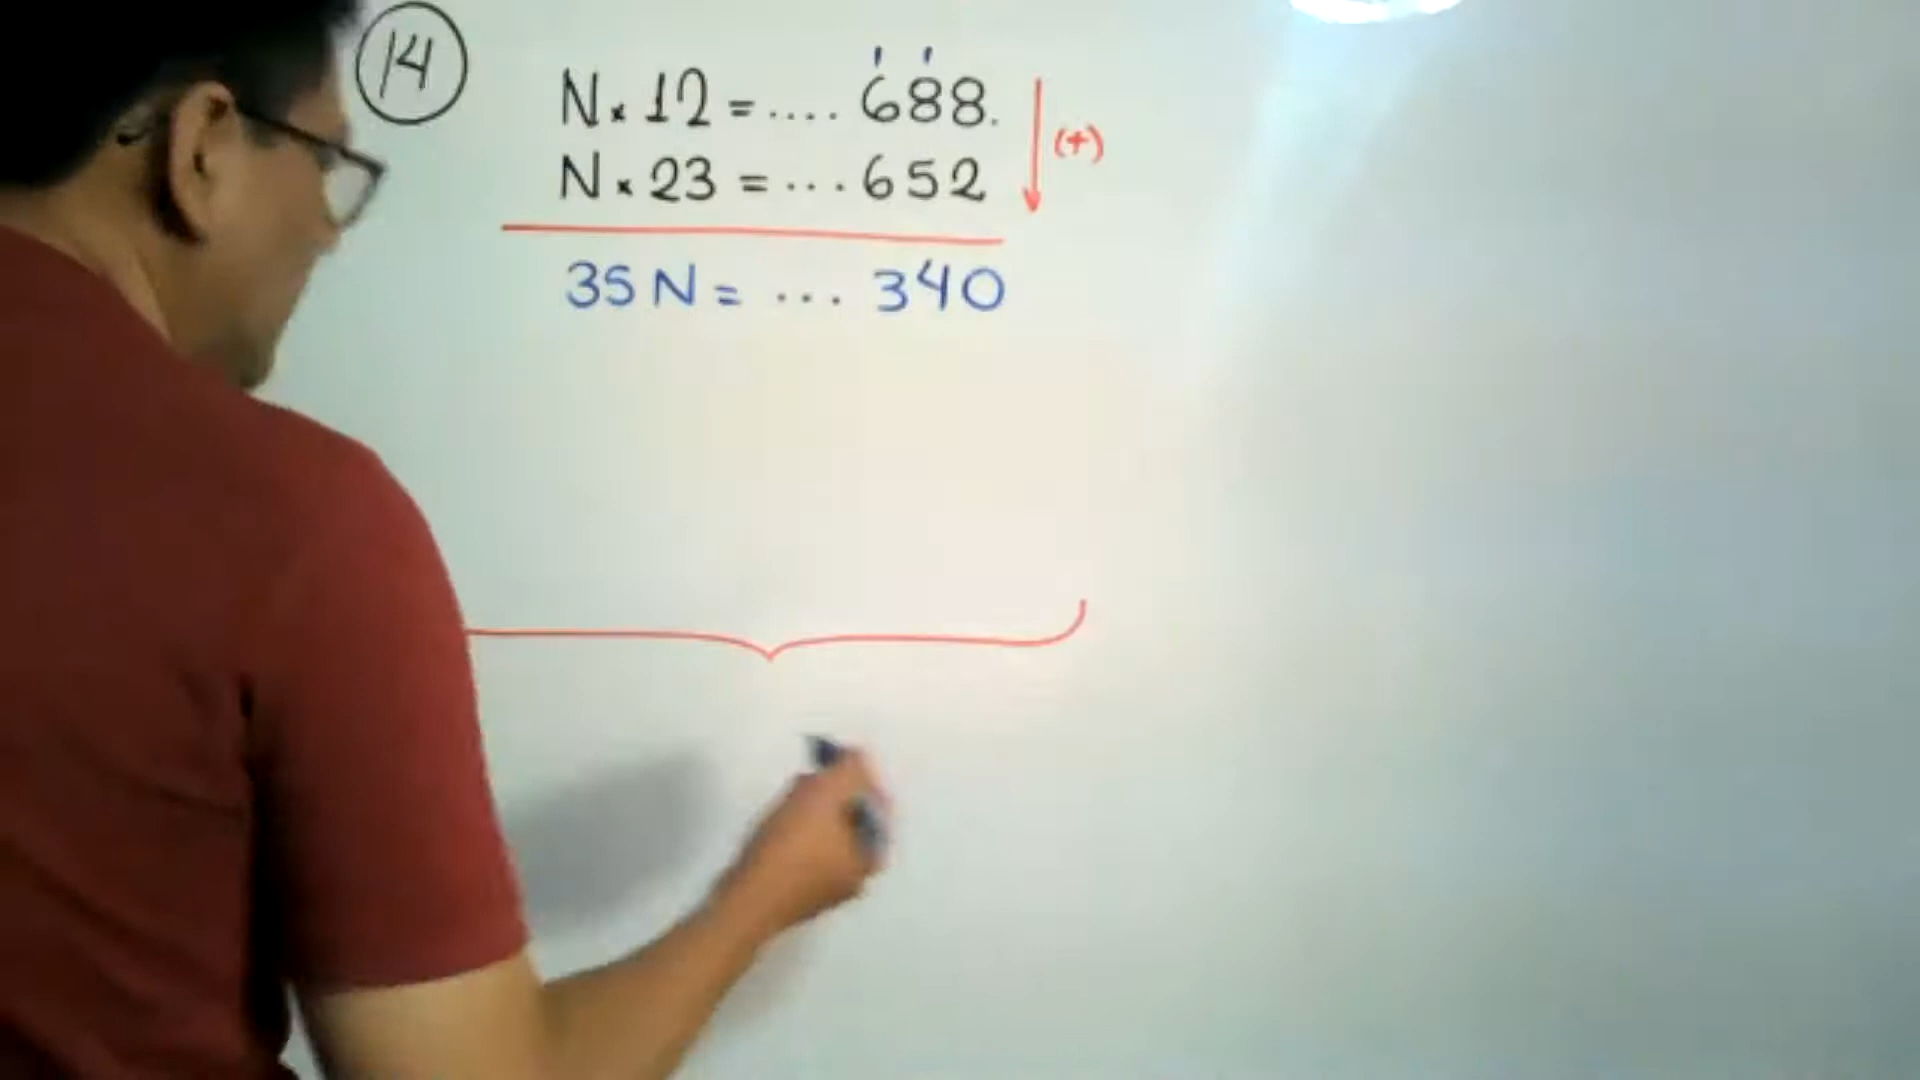 14
N × 12 = .... 688.
(+)
N × 23 = ... 652
35 N = ... 340